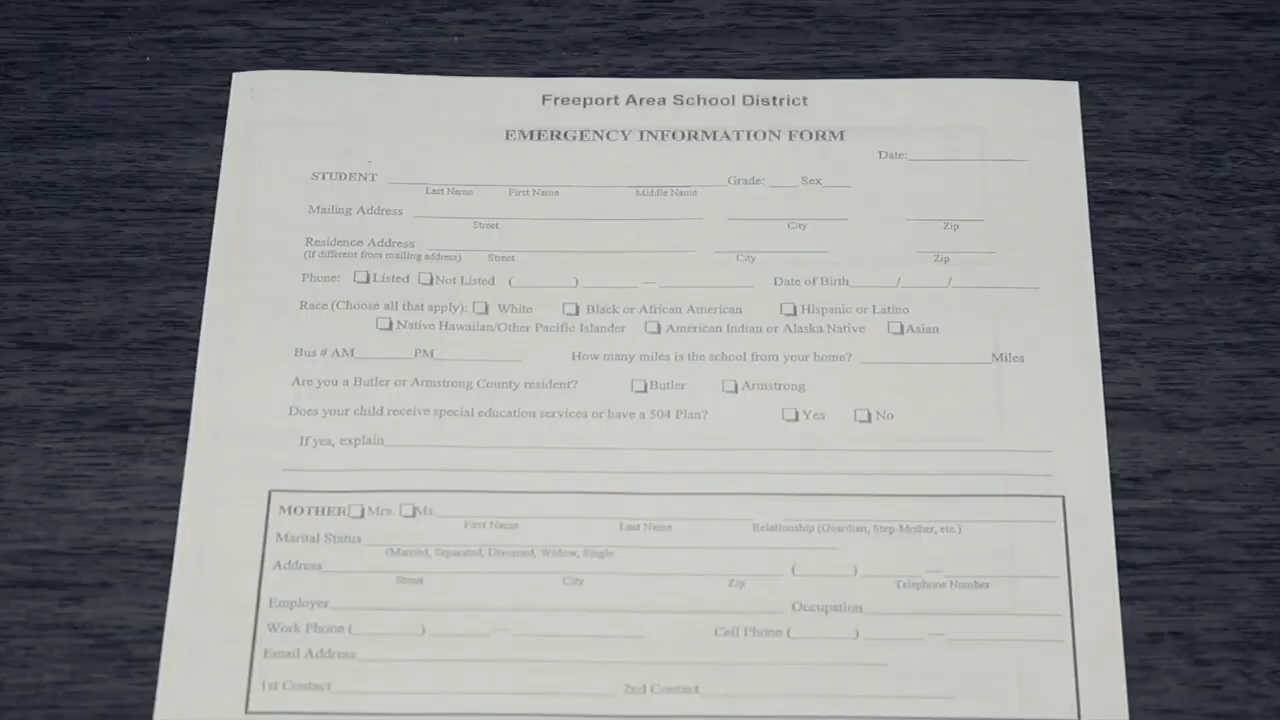 Freeport Area School District
EMERGENCY INFORMATION FORM
Date:
STUDENT Grade: Sex
Last Name First Name Middle Name
Mailing Address
Street City Zip
Residence Address
(If different from mailing address) Street City Zip
Phone: Listed Not Listed ( ) — Date of Birth / /
Race (Choose all that apply): White Black or African American Hispanic or Latino
Native Hawaiian/Other Pacific Islander American Indian or Alaska Native Asian
Bus # AM PM How many miles is the school from your home? Miles
Are you a Butler or Armstrong County resident? Butler Armstrong
Does your child receive special education services or have a 504 Plan? Yes No
If yes, explain
MOTHER Mrs. Ms.
First Name Last Name Relationship (Guardian, Step-Mother, etc.)
Marital Status
(Married, Separated, Divorced, Widow, Single
Address ( ) —
Street City Zip Telephone Number
Employer Occupation
Work Phone ( ) — Cell Phone ( ) —
Email Address
1st Contact 2nd Contact